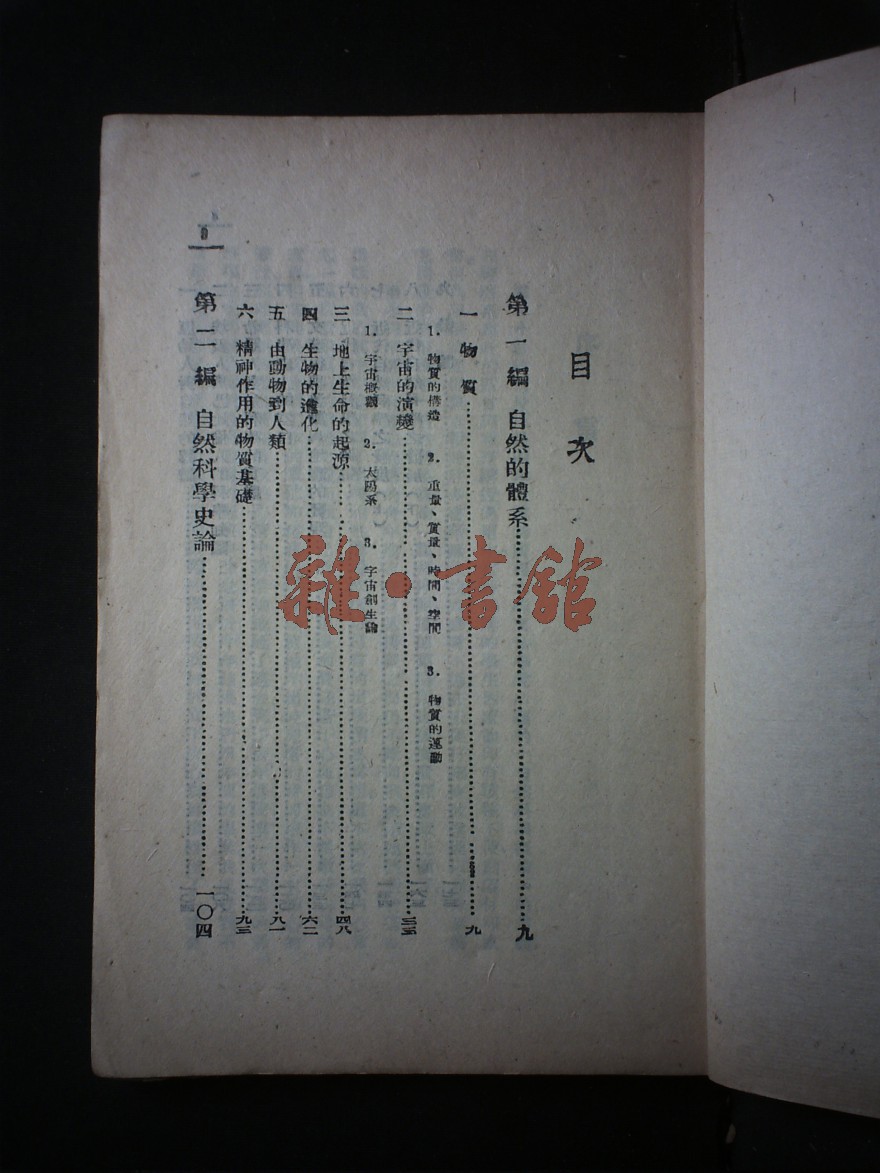 目次
第一編 自然的體系……九
一 物質……九
1. 物質的構造 2. 重量、質量、時間、空間 3. 物質的運動
二 宇宙的演變……三三
1. 宇宙概觀 2. 太陽系 3. 宇宙創生論
三 地上生命的起源……四八
四 生物的進化……六二
五 由動物到人類……八一
六 精神作用的物質基礎……九三
第二編 自然科學史論……一〇四
雜·書館